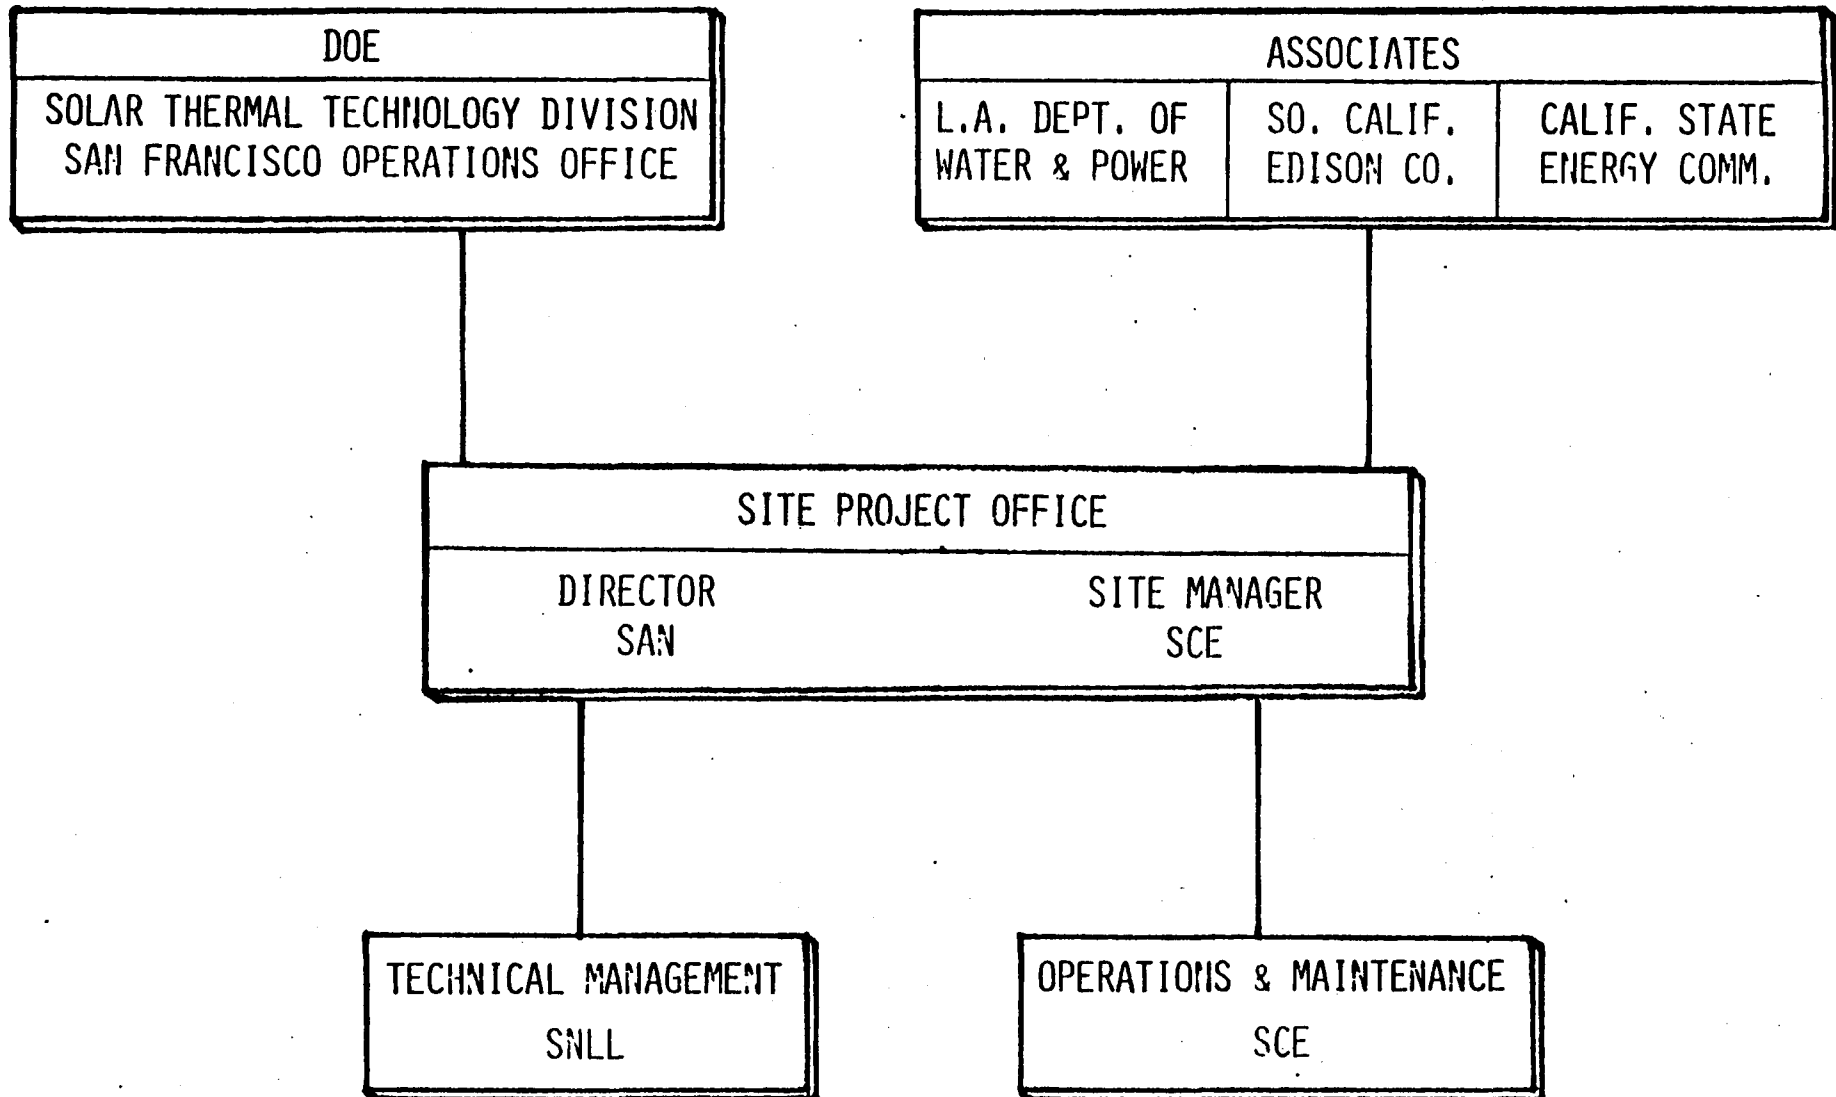 DOE
SOLAR THERMAL TECHNOLOGY DIVISION
SAN FRANCISCO OPERATIONS OFFICE
ASSOCIATES
L.A. DEPT. OF
WATER & POWER
SO. CALIF.
EDISON CO.
CALIF. STATE
ENERGY COMM.
SITE PROJECT OFFICE
DIRECTOR
SAN
SITE MANAGER
SCE
TECHNICAL MANAGEMENT
SNLL
OPERATIONS & MAINTENANCE
SCE